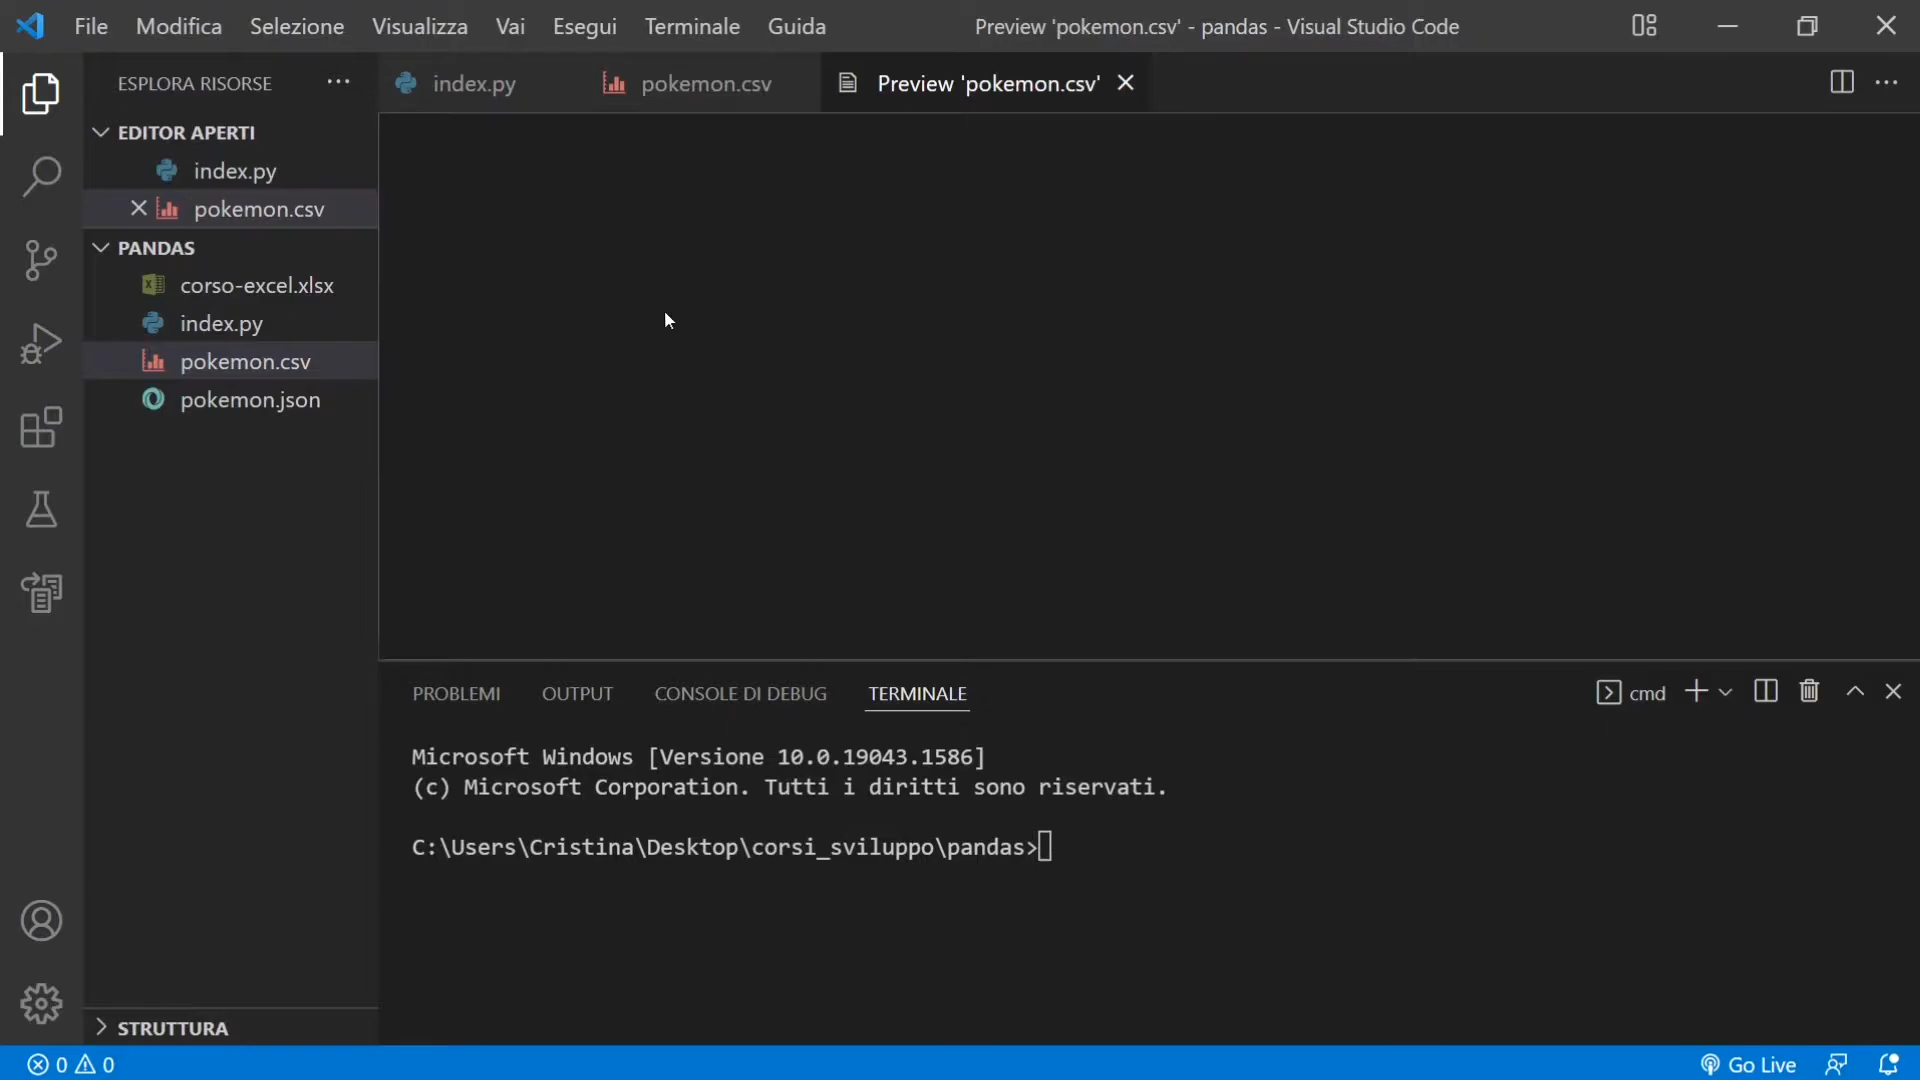 File Modifica Selezione Visualizza Vai Esegui Terminale Guida Preview 'pokemon.csv' - pandas - Visual Studio Code
ESPLORA RISORSE
index.py pokemon.csv Preview 'pokemon.csv'
EDITOR APERTI
index.py
pokemon.csv
PANDAS
corso-excel.xlsx
index.py
pokemon.csv
pokemon.json
STRUTTURA
PROBLEMI OUTPUT CONSOLE DI DEBUG TERMINALE cmd
Microsoft Windows [Versione 10.0.19043.1586]
(c) Microsoft Corporation. Tutti i diritti sono riservati.
C:\Users\Cristina\Desktop\corsi_sviluppo\pandas>
0 0 Go Live